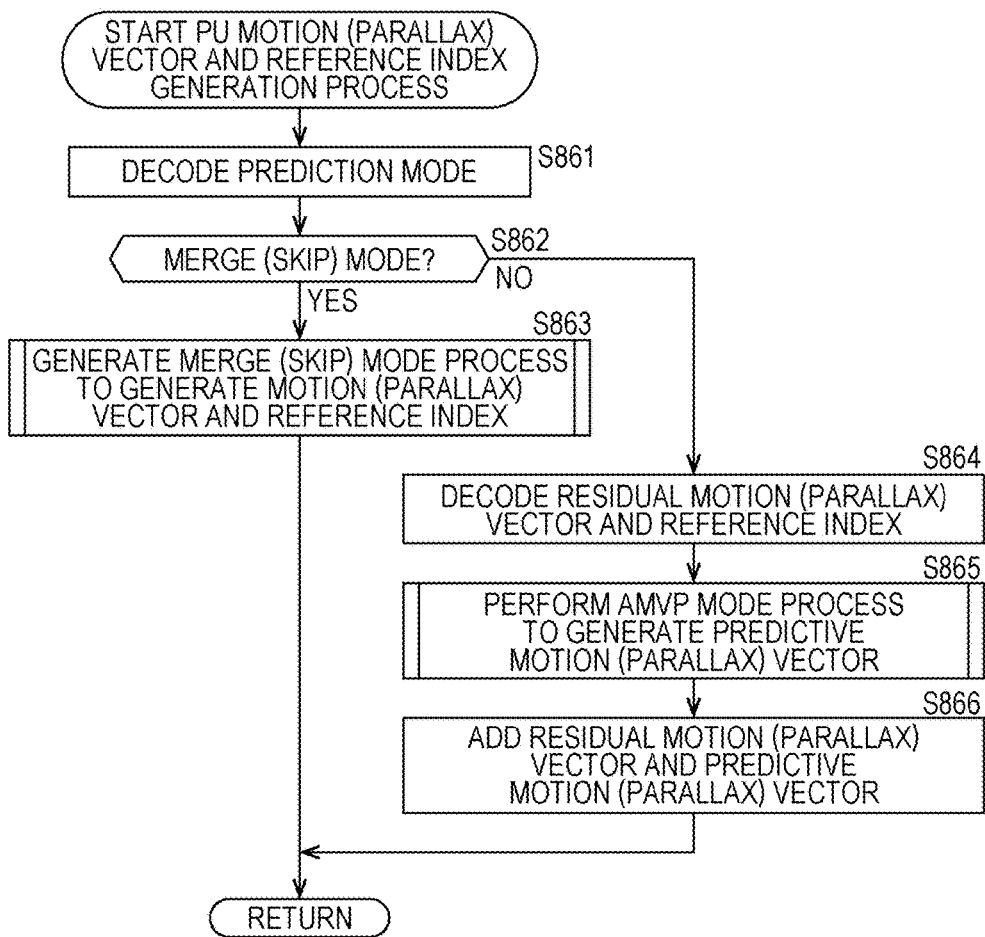 START PU MOTION (PARALLAX)
VECTOR AND REFERENCE INDEX
GENERATION PROCESS
DECODE PREDICTION MODE
S861
MERGE (SKIP) MODE?
S862
NO
YES
S863
GENERATE MERGE (SKIP) MODE PROCESS
TO GENERATE MOTION (PARALLAX)
VECTOR AND REFERENCE INDEX
S864
DECODE RESIDUAL MOTION (PARALLAX)
VECTOR AND REFERENCE INDEX
S865
PERFORM AMVP MODE PROCESS
TO GENERATE PREDICTIVE
MOTION (PARALLAX) VECTOR
S866
ADD RESIDUAL MOTION (PARALLAX)
VECTOR AND PREDICTIVE
MOTION (PARALLAX) VECTOR
RETURN